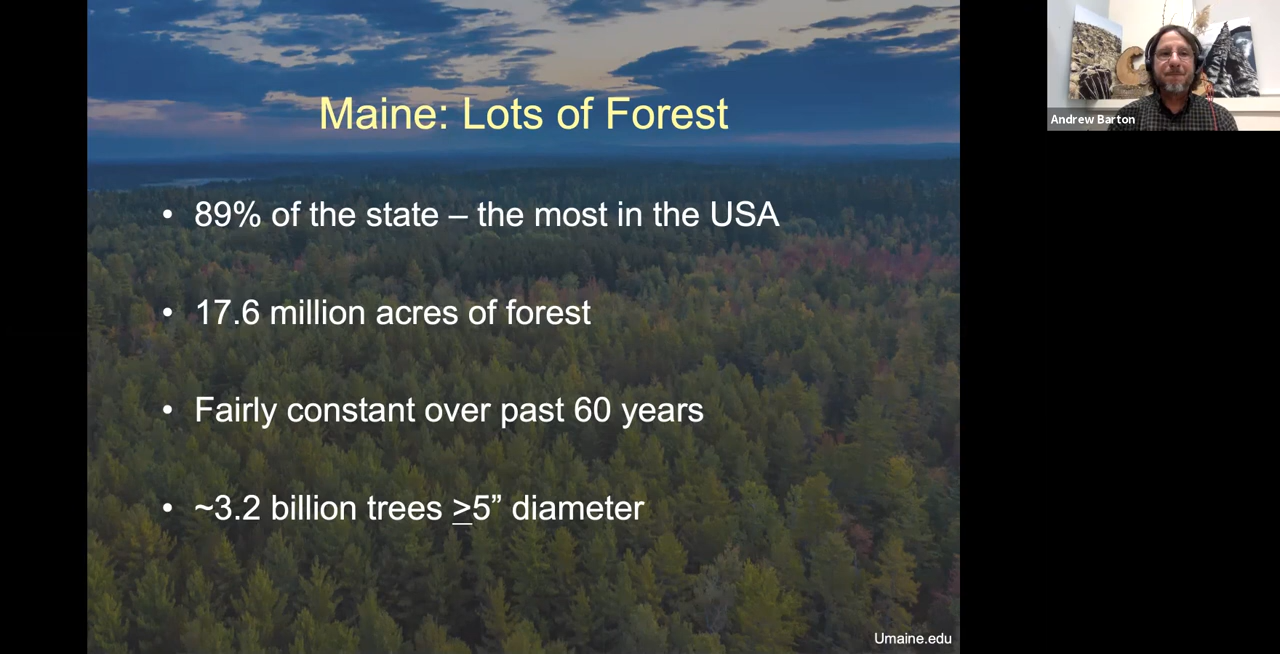 Maine: Lots of Forest
• 89% of the state – the most in the USA
• 17.6 million acres of forest
• Fairly constant over past 60 years
• ~3.2 billion trees >5” diameter
Umaine.edu
Andrew Barton